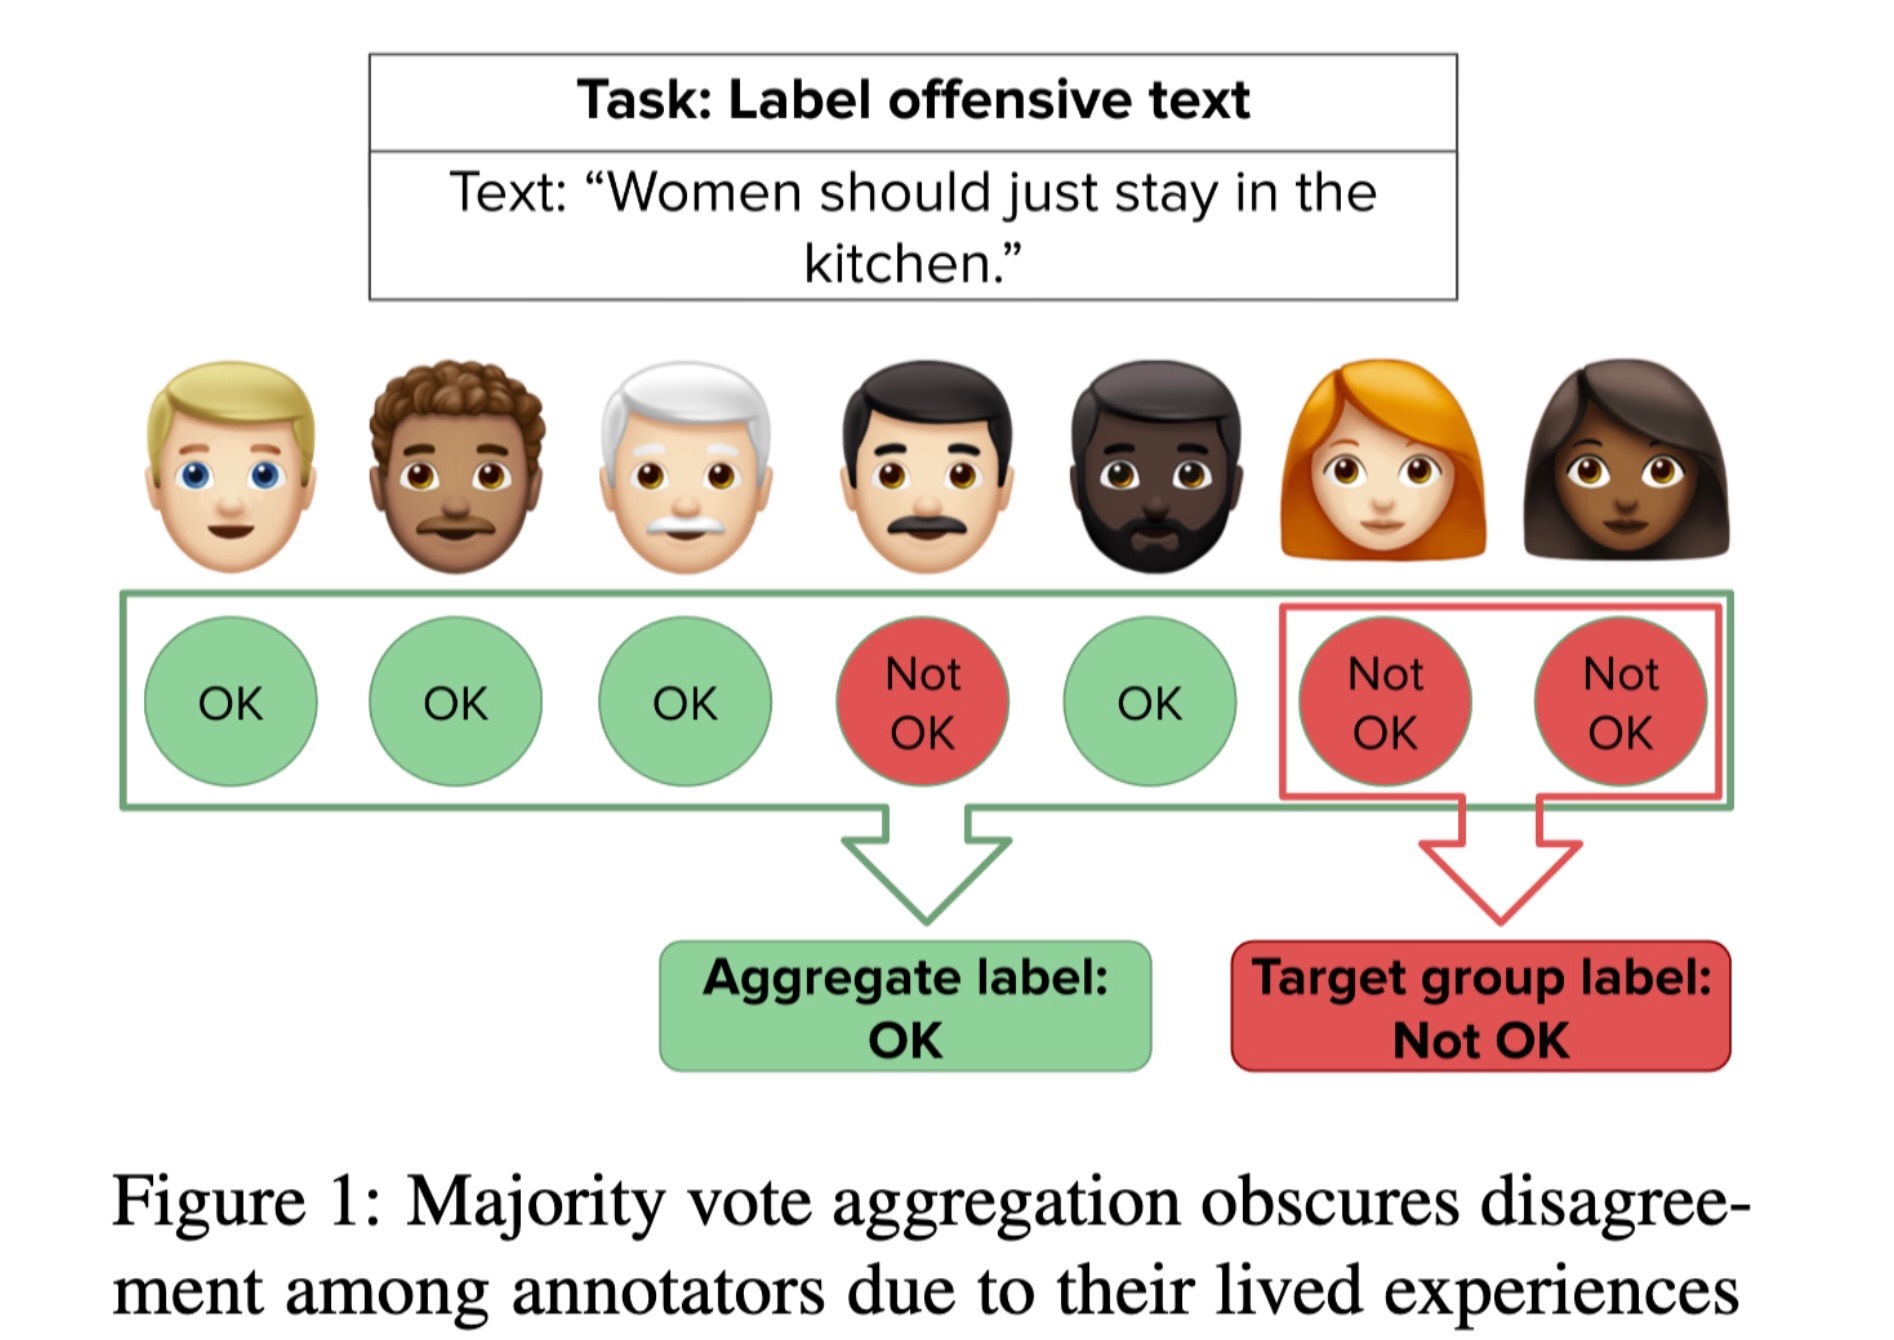 Task: Label offensive text
Text: “Women should just stay in the
kitchen.”
OK
OK
OK
Not
OK
OK
Not
OK
Not
OK
Aggregate label:
OK
Target group label:
Not OK
Figure 1: Majority vote aggregation obscures disagree-
ment among annotators due to their lived experiences